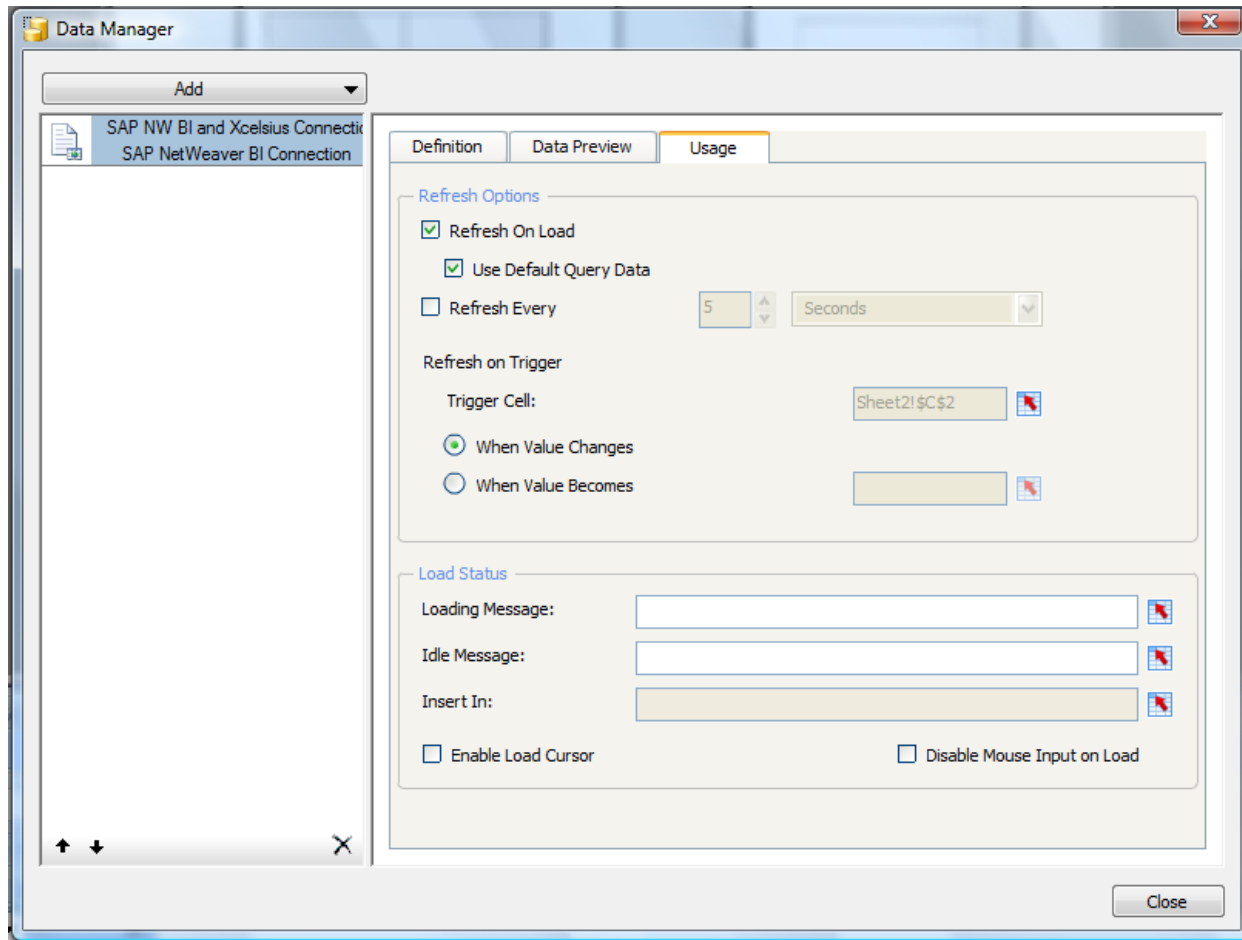 Data Manager
Add
SAP NW BI and Xcelsius Connectio
SAP NetWeaver BI Connection
Definition Data Preview Usage
Refresh Options
Refresh On Load
Use Default Query Data
Refresh Every 5 Seconds
Refresh on Trigger
Trigger Cell: Sheet2!$C$2
When Value Changes
When Value Becomes
Load Status
Loading Message:
Idle Message:
Insert In:
Enable Load Cursor Disable Mouse Input on Load
Close